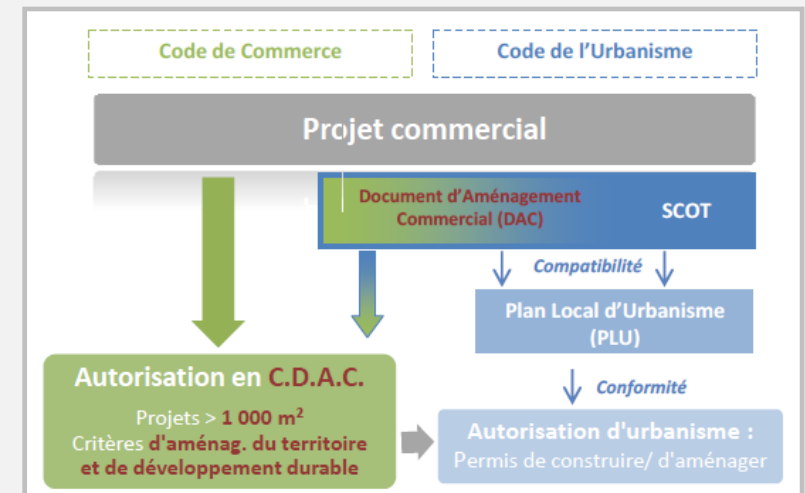 Code de Commerce
Code de l'Urbanisme
Projet commercial
Document d'Aménagement
Commercial (DAC)
SCOT
Compatibilité
Plan Local d'Urbanisme
(PLU)
Conformité
Autorisation en C.D.A.C.
Projets > 1 000 m²
Critères d'aménag. du territoire
et de développement durable
Autorisation d'urbanisme :
Permis de construire/ d'aménager